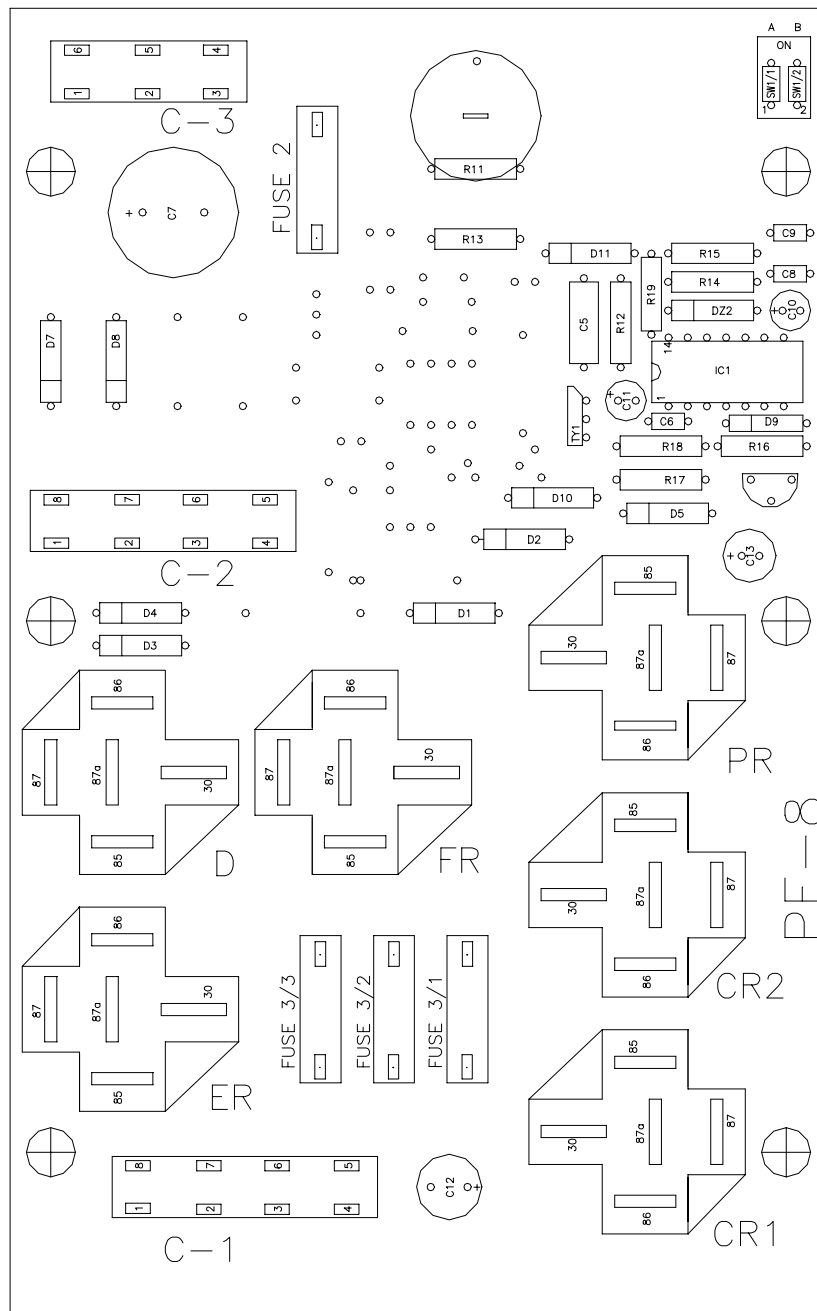 A B
ON
SW1/1 SW1/2
1 2
6 5 4
1 2 3
C-3
FUSE 2
+ C7
R11
R13
D11
R15
C9
R14
C8
R19
DZ2
+ C10
C5
R12
D7
D8
14
IC1
1
+ C11
TY1
C6
D9
R18
R16
R17
D10
D5
D2
+ C13
8 7 6 5
1 2 3 4
C-2
D4
D3
D1
85
30
87a
87
86
PR
86
87
87a
30
85
D
86
87
87a
30
85
FR
85
30
87a
87
86
CR2
86
87
87a
30
85
ER
FUSE 3/3
FUSE 3/2
FUSE 3/1
85
30
87a
87
86
CR1
8 7 6 5
1 2 3 4
C-1
C12 +